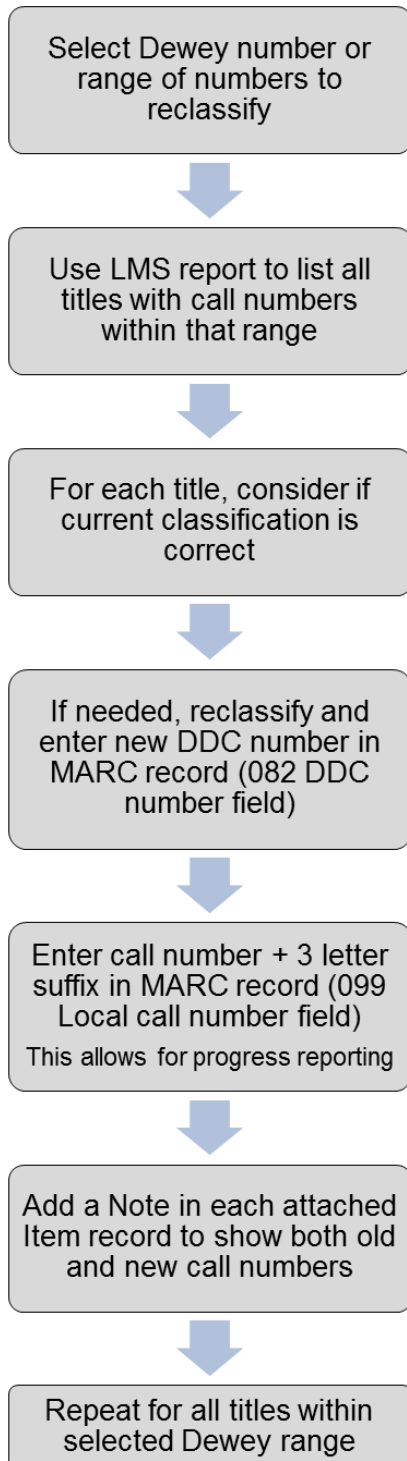 Select Dewey number or
range of numbers to
reclassify
Use LMS report to list all
titles with call numbers
within that range
For each title, consider if
current classification is
correct
If needed, reclassify and
enter new DDC number in
MARC record (082 DDC
number field)
Enter call number + 3 letter
suffix in MARC record (099
Local call number field)
This allows for progress reporting
Add a Note in each attached
Item record to show both old
and new call numbers
Repeat for all titles within
selected Dewey range